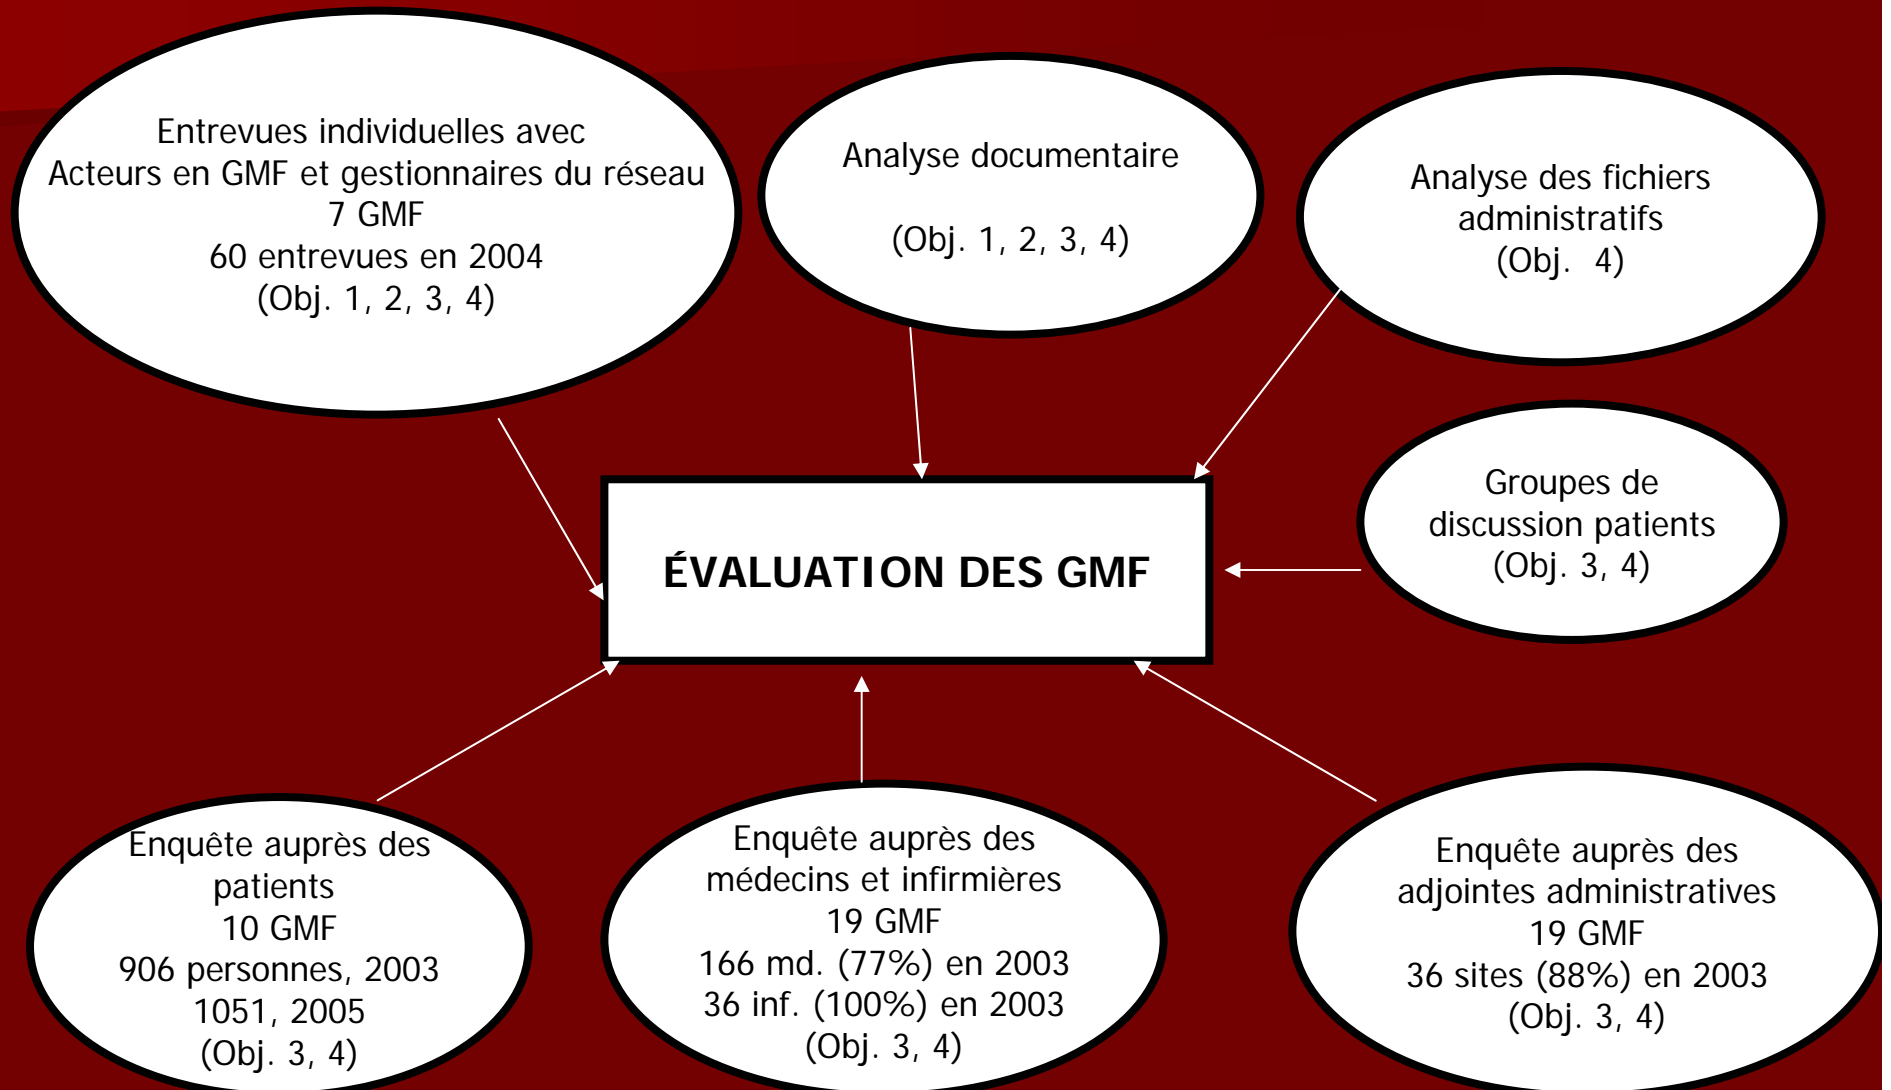 Entrevues individuelles avec
Acteurs en GMF et gestionnaires du réseau
7 GMF
60 entrevues en 2004
(Obj. 1, 2, 3, 4)
Analyse documentaire
(Obj. 1, 2, 3, 4)
Analyse des fichiers
administratifs
(Obj. 4)
Groupes de
discussion patients
(Obj. 3, 4)
ÉVALUATION DES GMF
Enquête auprès des
patients
10 GMF
906 personnes, 2003
1051, 2005
(Obj. 3, 4)
Enquête auprès des
médecins et infirmières
19 GMF
166 md. (77%) en 2003
36 inf. (100%) en 2003
(Obj. 3, 4)
Enquête auprès des
adjointes administratives
19 GMF
36 sites (88%) en 2003
(Obj. 3, 4)